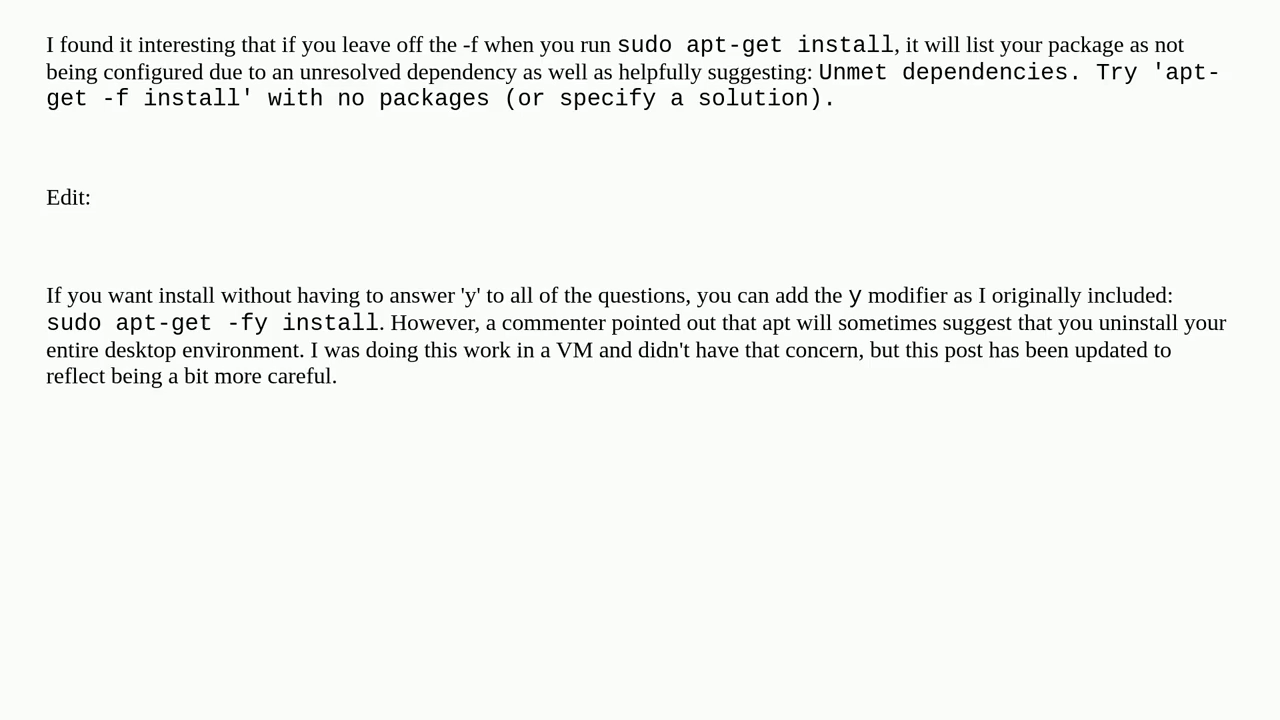 I found it interesting that if you leave off the -f when you run sudo apt-get install, it will list your package as not
being configured due to an unresolved dependency as well as helpfully suggesting: Unmet dependencies. Try 'apt-
get -f install' with no packages (or specify a solution).
Edit:
If you want install without having to answer 'y' to all of the questions, you can add the y modifier as I originally included:
sudo apt-get -fy install. However, a commenter pointed out that apt will sometimes suggest that you uninstall your
entire desktop environment. I was doing this work in a VM and didn't have that concern, but this post has been updated to
reflect being a bit more careful.